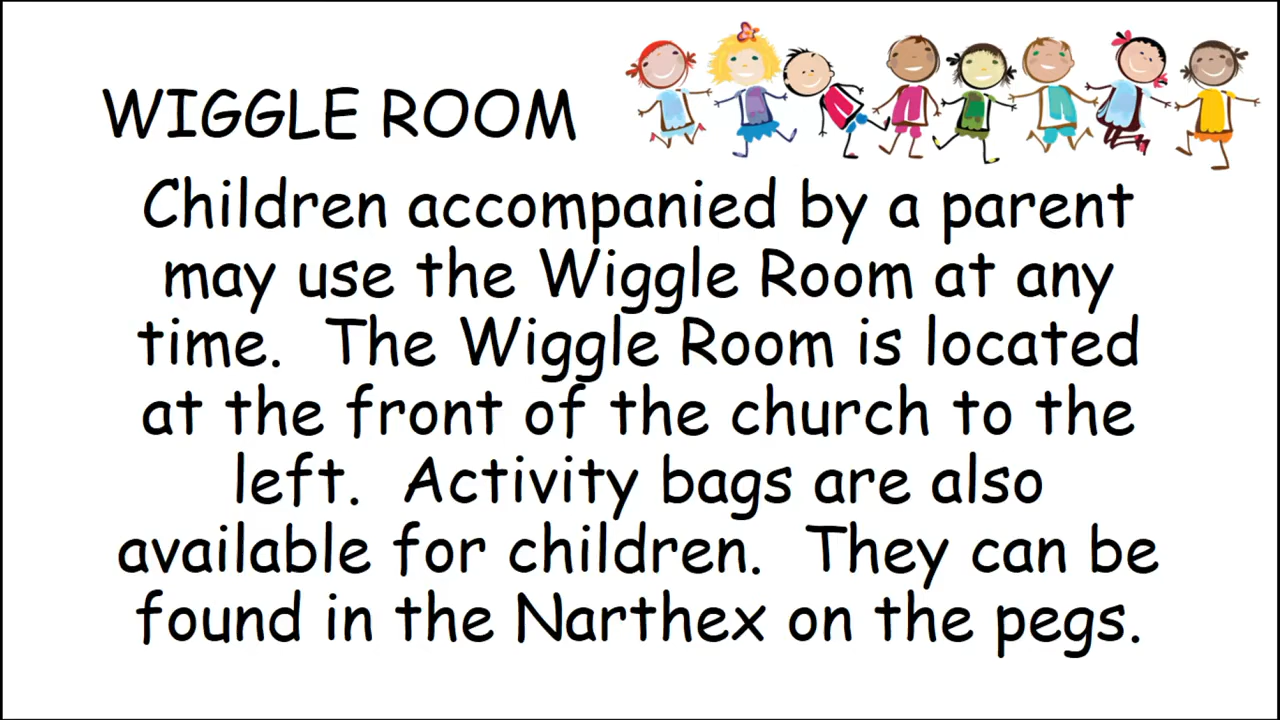 WIGGLE ROOM
Children accompanied by a parent
may use the Wiggle Room at any
time.  The Wiggle Room is located
at the front of the church to the
left.  Activity bags are also
available for children.  They can be
found in the Narthex on the pegs.